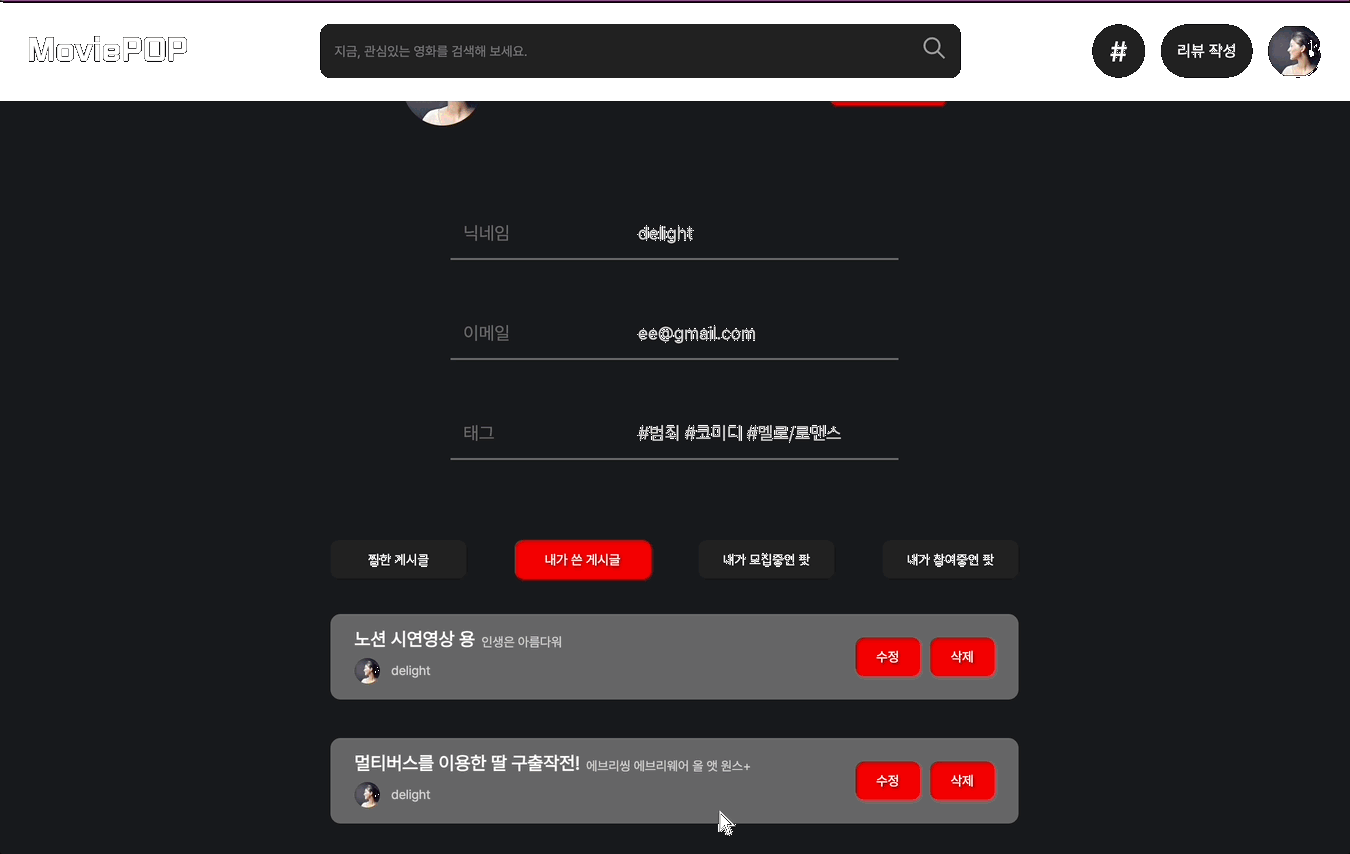 MoviePOP
지금, 관심있는 영화를 검색해 보세요.
#
리뷰 작성
닉네임 delight
이메일 ee@gmail.com
태그 #범죄 #코미디 #멜로/로맨스
찜한 게시글 내가 쓴 게시글 내가 모집중인 팟 내가 참여중인 팟
노션 시연영상 용 인생은 아름다워
delight
수정 삭제
멀티버스를 이용한 딸 구출작전! 에브리씽 에브리웨어 올 앳 원스+
delight
수정 삭제